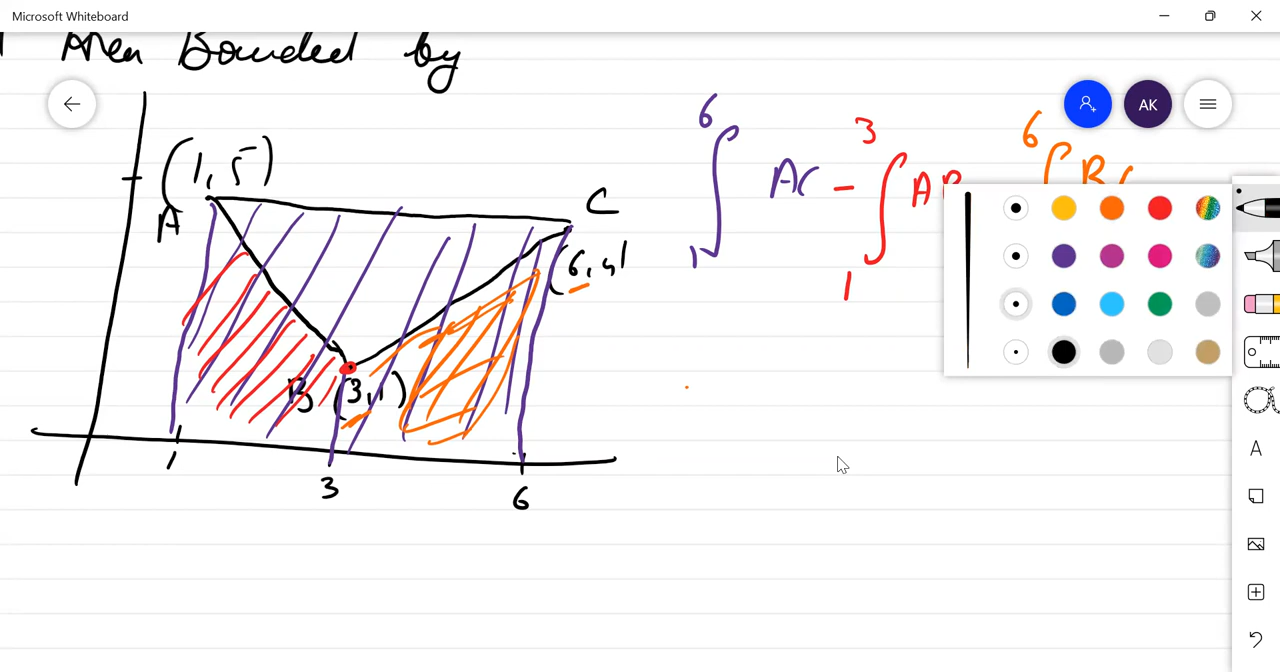 Microsoft Whiteboard
Area Bounded by
AK
(1, 5)
A
C
(6, 4)
B (3, 1)
1
3
6
6
∫ AC -
1
3
∫ AB
1
6
∫ BC
A